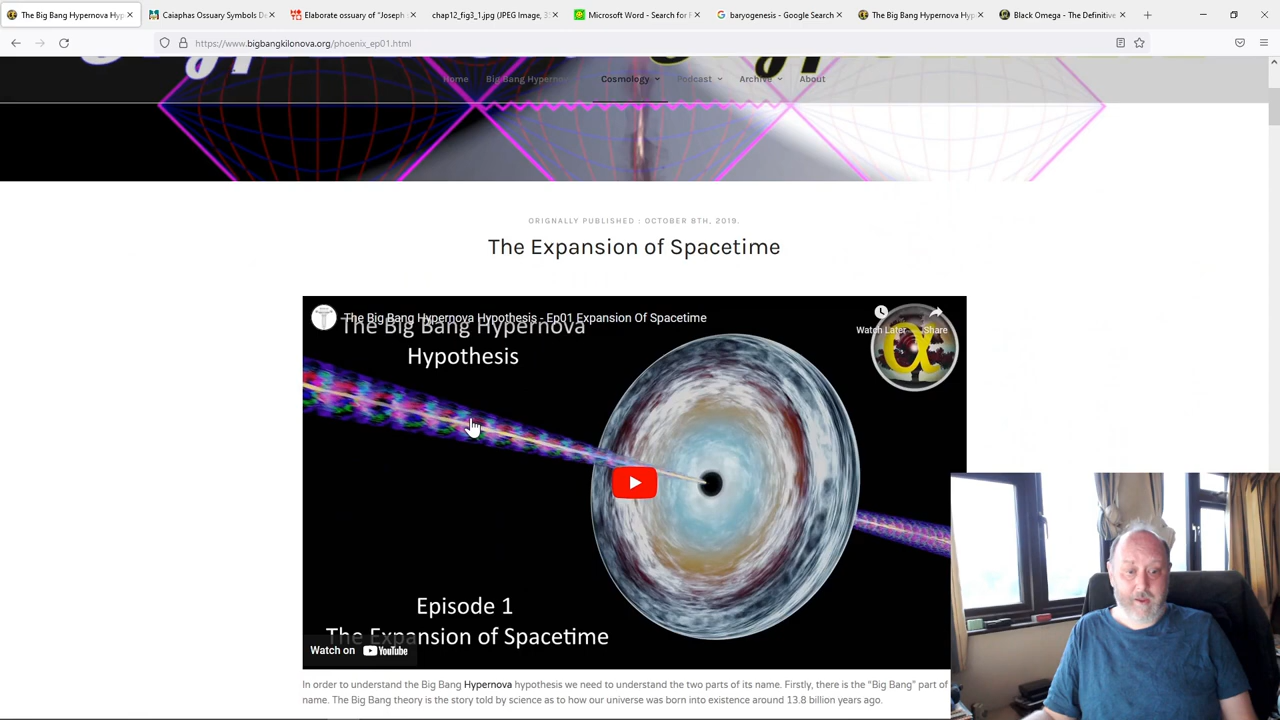 The Big Bang Hypernova Hyp
Caiaphas Ossuary Symbols D
Elaborate ossuary of "Joseph
chap12_fig3_1.jpg (JPEG Image, 3
Microsoft Word - Search for
baryogenesis - Google Search
The Big Bang Hypernova Hyp
Black Omega - The Definitive
https://www.bigbangkilonova.org/phoenix_ep01.html
Home
Big Bang Hyperno
Cosmology
Podcast
Archive
About
ORIGNALLY PUBLISHED : OCTOBER 8TH, 2019.
The Expansion of Spacetime
The Big Bang Hypernova Hypothesis - Ep01 Expansion Of Spacetime
Watch Later
Share
The Big Bang Hypernova
Hypothesis
α
Episode 1
The Expansion of Spacetime
Watch on YouTube
In order to understand the Big Bang Hypernova hypothesis we need to understand the two parts of its name. Firstly, there is the "Big Bang" part of
name. The Big Bang theory is the story told by science as to how our universe was born into existence around 13.8 billion years ago.